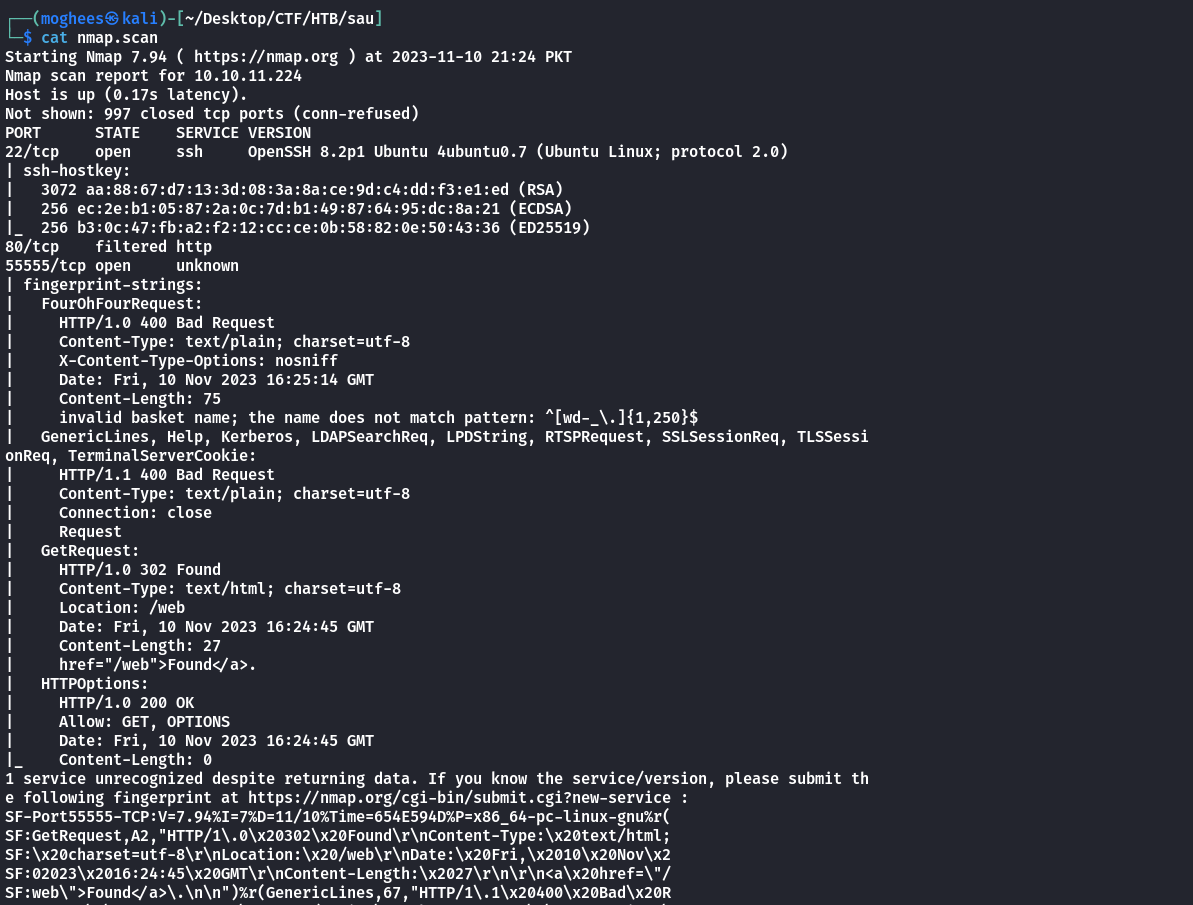 ┌──(moghees㉿kali)-[~/Desktop/CTF/HTB/sau]
└─$ cat nmap.scan
Starting Nmap 7.94 ( https://nmap.org ) at 2023-11-10 21:24 PKT
Nmap scan report for 10.10.11.224
Host is up (0.17s latency).
Not shown: 997 closed tcp ports (conn-refused)
PORT      STATE    SERVICE VERSION
22/tcp    open     ssh     OpenSSH 8.2p1 Ubuntu 4ubuntu0.7 (Ubuntu Linux; protocol 2.0)
| ssh-hostkey:
|   3072 aa:88:67:d7:13:3d:08:3a:8a:ce:9d:c4:dd:f3:e1:ed (RSA)
|   256 ec:2e:b1:05:87:2a:0c:7d:b1:49:87:64:95:dc:8a:21 (ECDSA)
|_  256 b3:0c:47:fb:a2:f2:12:cc:ce:0b:58:82:0e:50:43:36 (ED25519)
80/tcp    filtered http
55555/tcp open     unknown
| fingerprint-strings:
|   FourOhFourRequest:
|     HTTP/1.0 400 Bad Request
|     Content-Type: text/plain; charset=utf-8
|     X-Content-Type-Options: nosniff
|     Date: Fri, 10 Nov 2023 16:25:14 GMT
|     Content-Length: 75
|     invalid basket name; the name does not match pattern: ^[wd-_\.]{1,250}$
|   GenericLines, Help, Kerberos, LDAPSearchReq, LPDString, RTSPRequest, SSLSessionReq, TLSSessi
onReq, TerminalServerCookie:
|     HTTP/1.1 400 Bad Request
|     Content-Type: text/plain; charset=utf-8
|     Connection: close
|     Request
|   GetRequest:
|     HTTP/1.0 302 Found
|     Content-Type: text/html; charset=utf-8
|     Location: /web
|     Date: Fri, 10 Nov 2023 16:24:45 GMT
|     Content-Length: 27
|     href="/web">Found</a>.
|   HTTPOptions:
|     HTTP/1.0 200 OK
|     Allow: GET, OPTIONS
|     Date: Fri, 10 Nov 2023 16:24:45 GMT
|_    Content-Length: 0
1 service unrecognized despite returning data. If you know the service/version, please submit th
e following fingerprint at https://nmap.org/cgi-bin/submit.cgi?new-service :
SF-Port55555-TCP:V=7.94%I=7%D=11/10%Time=654E594D%P=x86_64-pc-linux-gnu%r(
SF:GetRequest,A2,"HTTP/1\.0\x20302\x20Found\r\nContent-Type:\x20text/html;
SF:\x20charset=utf-8\r\nLocation:\x20/web\r\nDate:\x20Fri,\x2010\x20Nov\x2
SF:02023\x2016:24:45\x20GMT\r\nContent-Length:\x2027\r\n\r\n<a\x20href=\"/
SF:web\">Found</a>\.\n\n")%r(GenericLines,67,"HTTP/1\.1\x20400\x20Bad\x20R